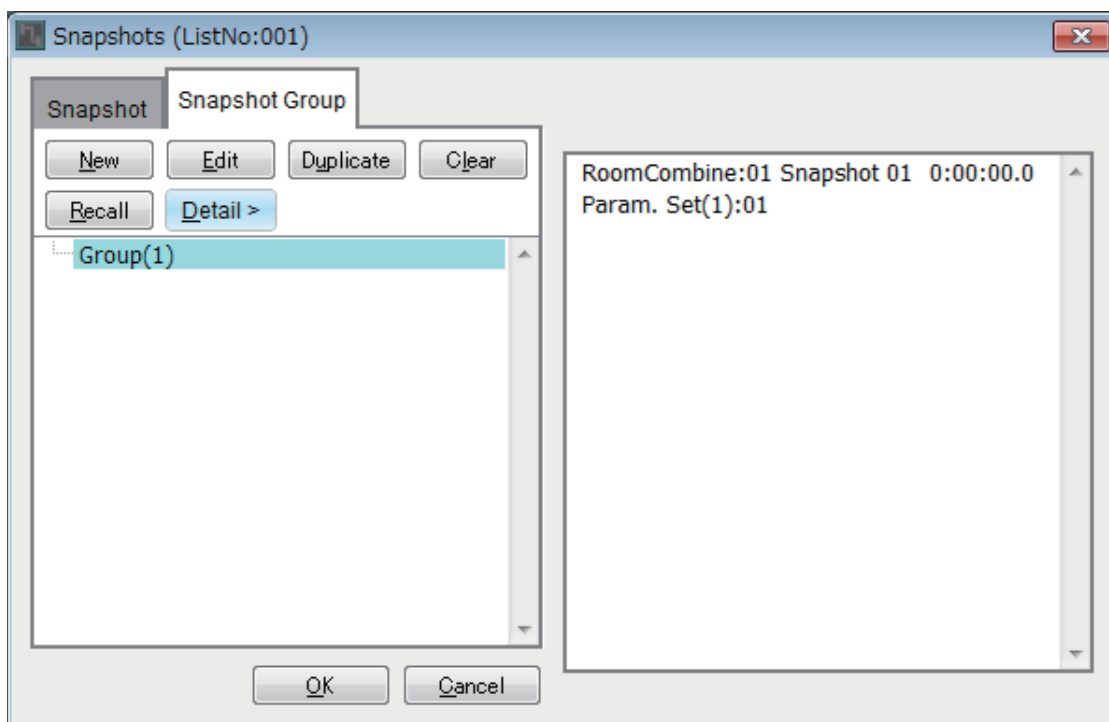 Snapshots (ListNo:001)
Snapshot
Snapshot Group
New
Edit
Duplicate
Clear
Recall
Detail >
Group(1)
RoomCombine:01 Snapshot 01 0:00:00.0
Param. Set(1):01
OK
Cancel